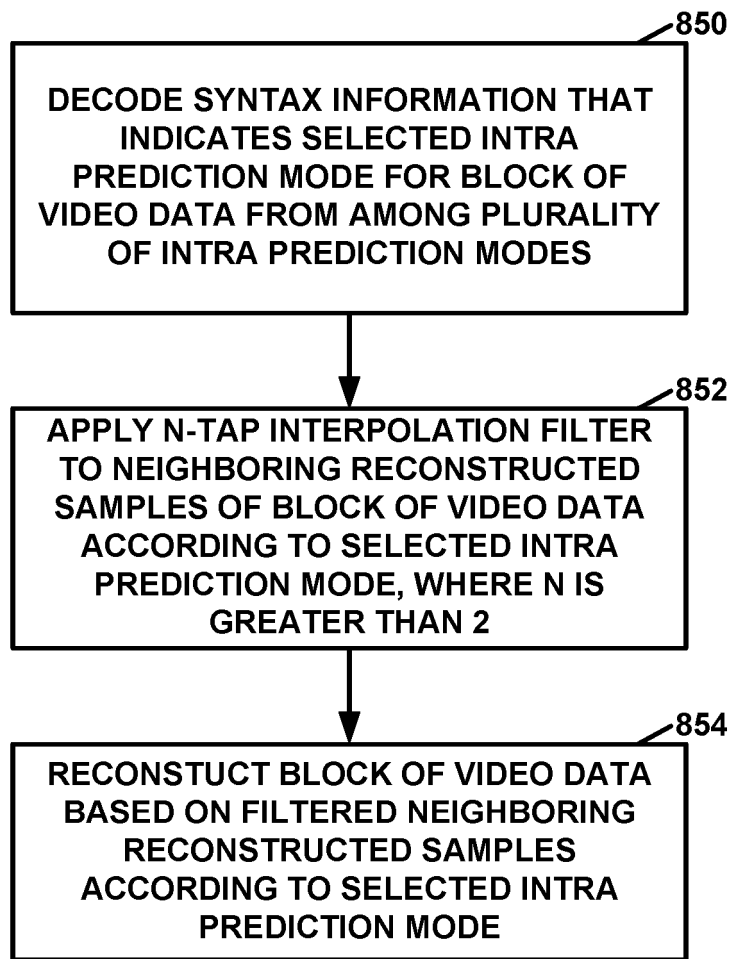 850
DECODE SYNTAX INFORMATION THAT
INDICATES SELECTED INTRA
PREDICTION MODE FOR BLOCK OF
VIDEO DATA FROM AMONG PLURALITY
OF INTRA PREDICTION MODES
852
APPLY N-TAP INTERPOLATION FILTER
TO NEIGHBORING RECONSTRUCTED
SAMPLES OF BLOCK OF VIDEO DATA
ACCORDING TO SELECTED INTRA
PREDICTION MODE, WHERE N IS
GREATER THAN 2
854
RECONSTUCT BLOCK OF VIDEO DATA
BASED ON FILTERED NEIGHBORING
RECONSTRUCTED SAMPLES
ACCORDING TO SELECTED INTRA
PREDICTION MODE